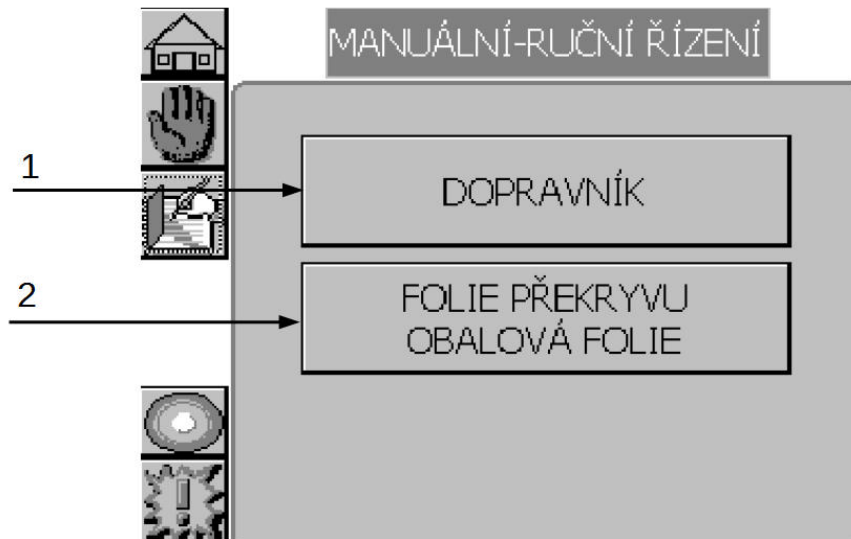 MANUÁLNÍ-RUČNÍ ŘÍZENÍ
1
DOPRAVNÍK
2
FOLIE PŘEKRYVU
OBALOVÁ FOLIE